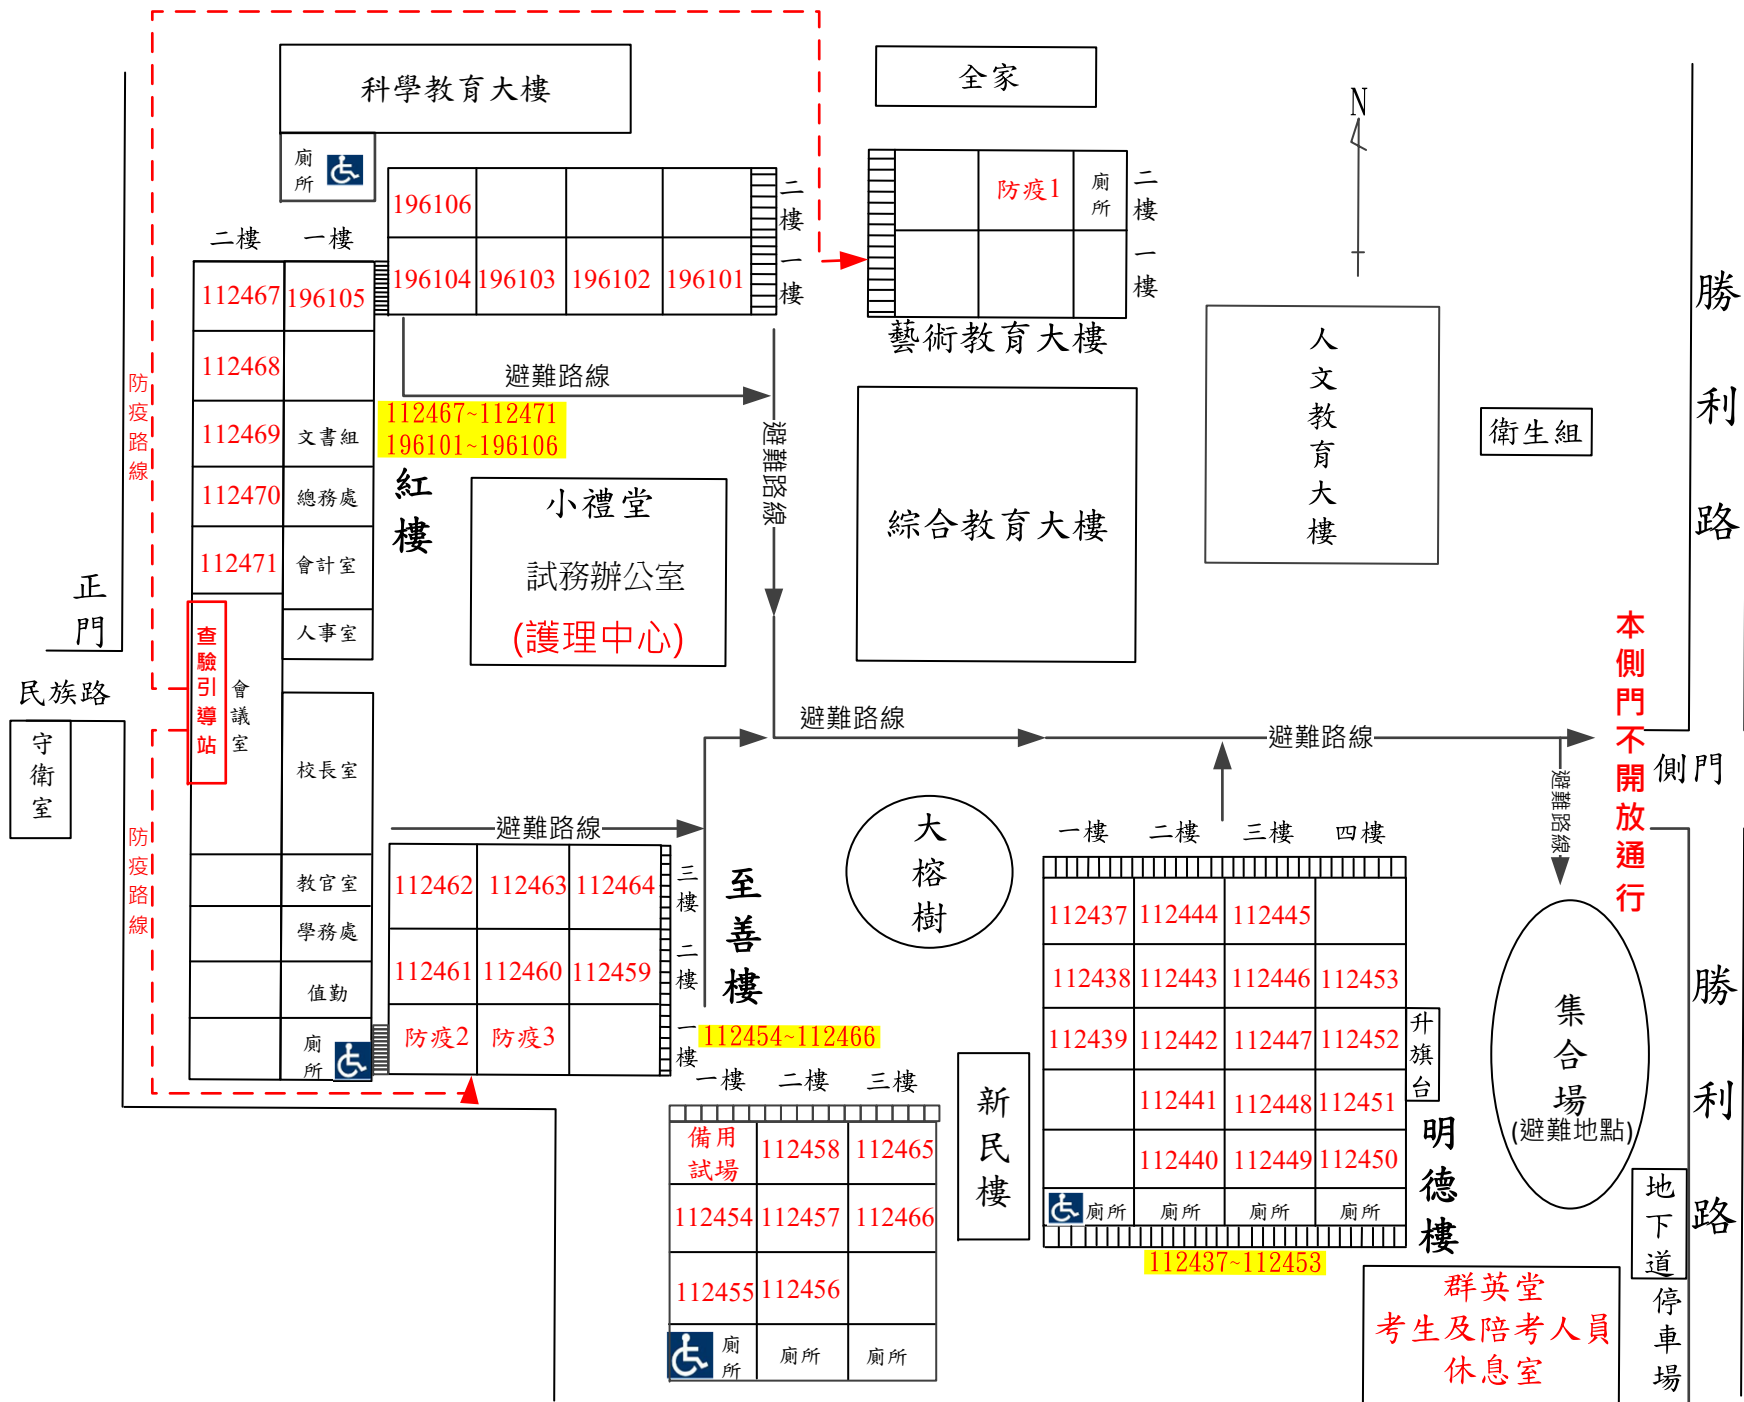 科學教育大樓
全家
N
廁所
196106
防疫1
廁所
二樓
二樓
二樓
一樓
196104
196103
196102
196101
一樓
一樓
112467
196105
藝術教育大樓
人文教育大樓
勝利路
112468
避難路線
防疫路線
112467~112471
196101~196106
避難路線
衛生組
112469
文書組
紅樓
小禮堂
試務辦公室
(護理中心)
綜合教育大樓
112470
總務處
112471
會計室
正門
人事室
查驗引導站
會議室
本側門不開放通行
民族路
守衛室
校長室
避難路線
避難路線
側門
避難路線
防疫路線
避難路線
大榕樹
一樓
二樓
三樓
四樓
教官室
112462
112463
112464
三樓
至善樓
112437
112444
112445
學務處
112461
112460
112459
二樓
112438
112443
112446
112453
值勤
集合場
(避難地點)
勝利路
廁所
防疫2
防疫3
一樓
112454~112466
112439
112442
112447
112452
升旗台
一樓
二樓
三樓
新民樓
112441
112448
112451
明德樓
備用試場
112458
112465
112440
112449
112450
112454
112457
112466
廁所
廁所
廁所
廁所
地下道
停車場
112437~112453
112455
112456
群英堂
考生及陪考人員
休息室
廁所
廁所
廁所